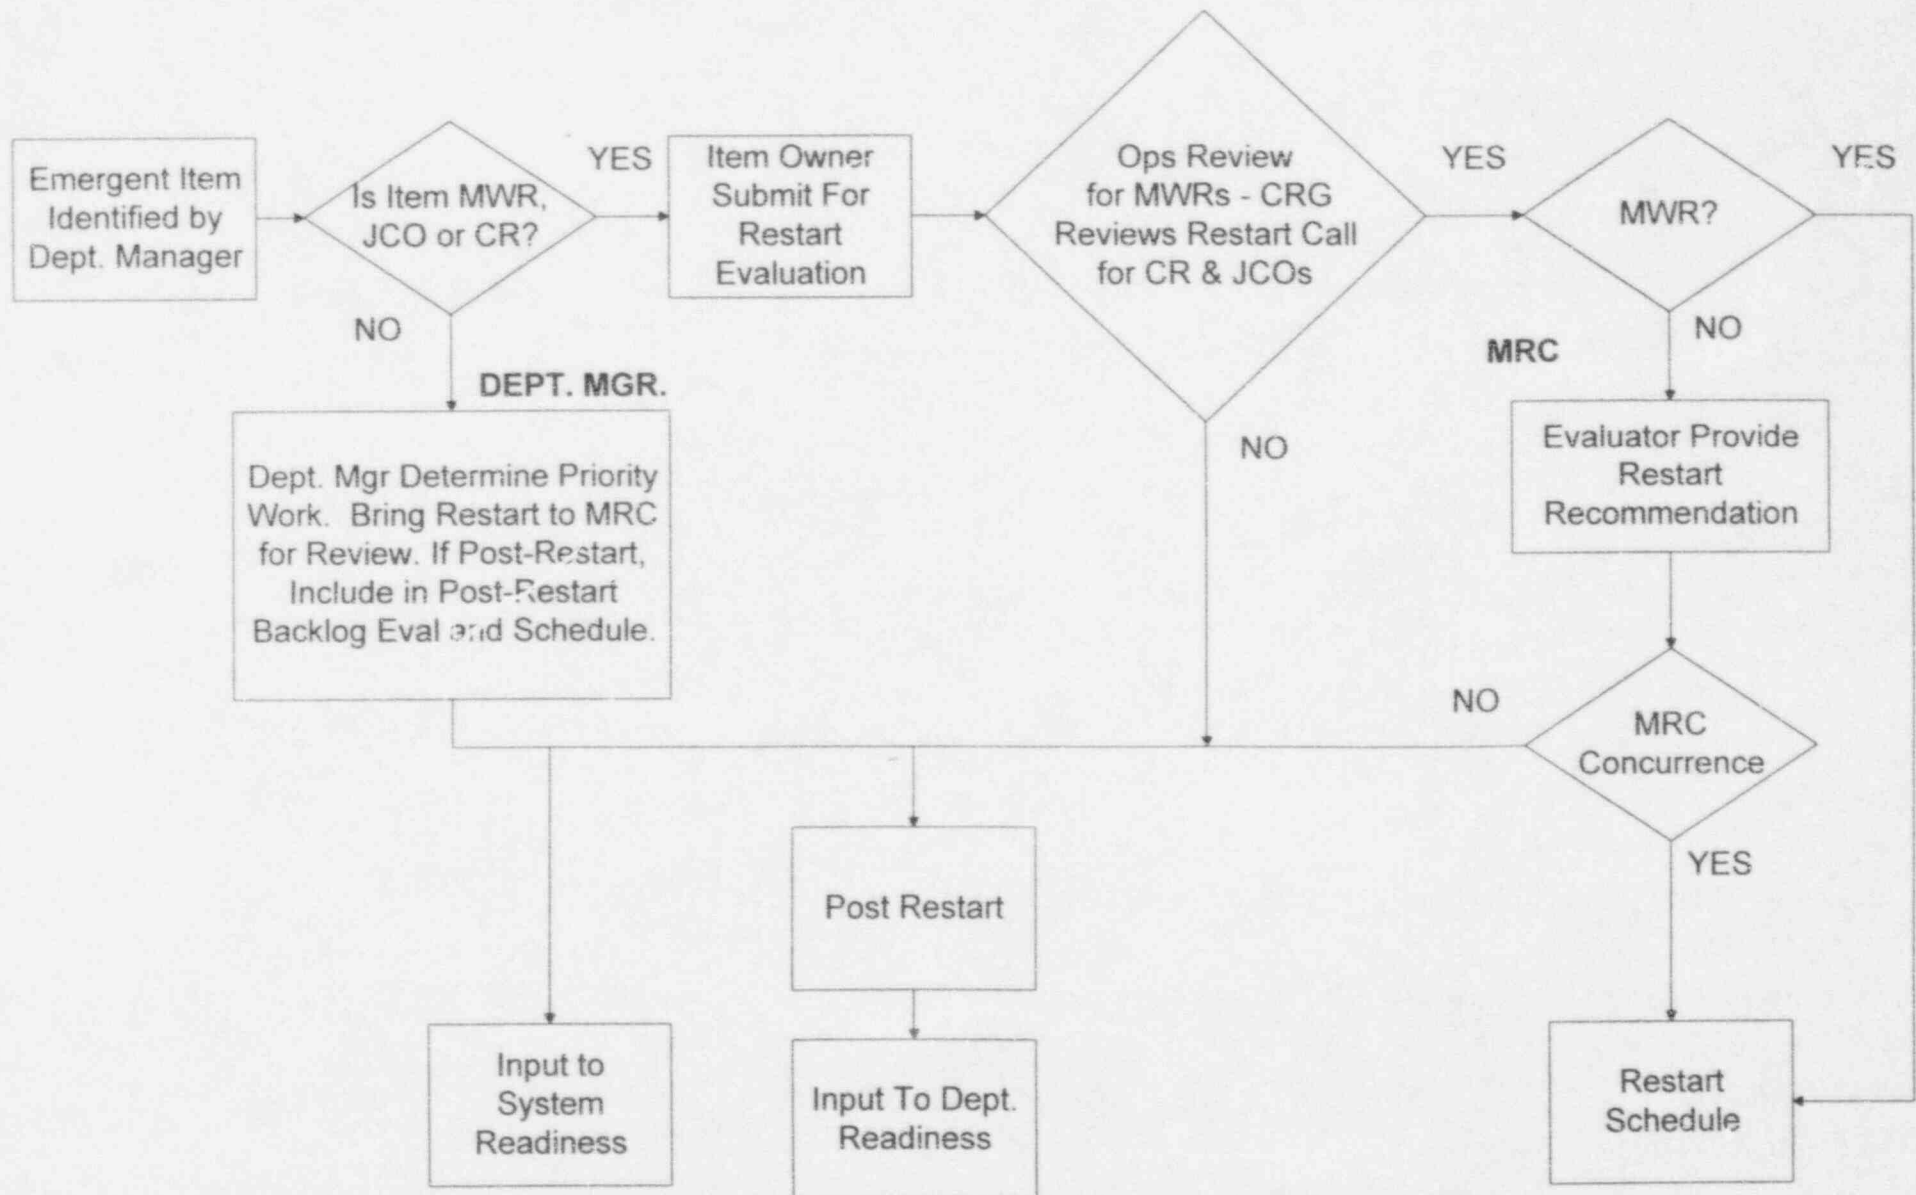 Emergent Item
Identified by
Dept. Manager
Is Item MWR,
JCO or CR?
YES
NO
Item Owner
Submit For
Restart
Evaluation
Ops Review
for MWRs - CRG
Reviews Restart Call
for CR & JCOs
YES
NO
MWR?
YES
NO
DEPT. MGR.
Dept. Mgr Determine Priority
Work. Bring Restart to MRC
for Review. If Post-Restart,
Include in Post-Restart
Backlog Eval and Schedule.
MRC
Evaluator Provide
Restart
Recommendation
MRC
Concurrence
NO
YES
Post Restart
Input to
System
Readiness
Input To Dept.
Readiness
Restart
Schedule